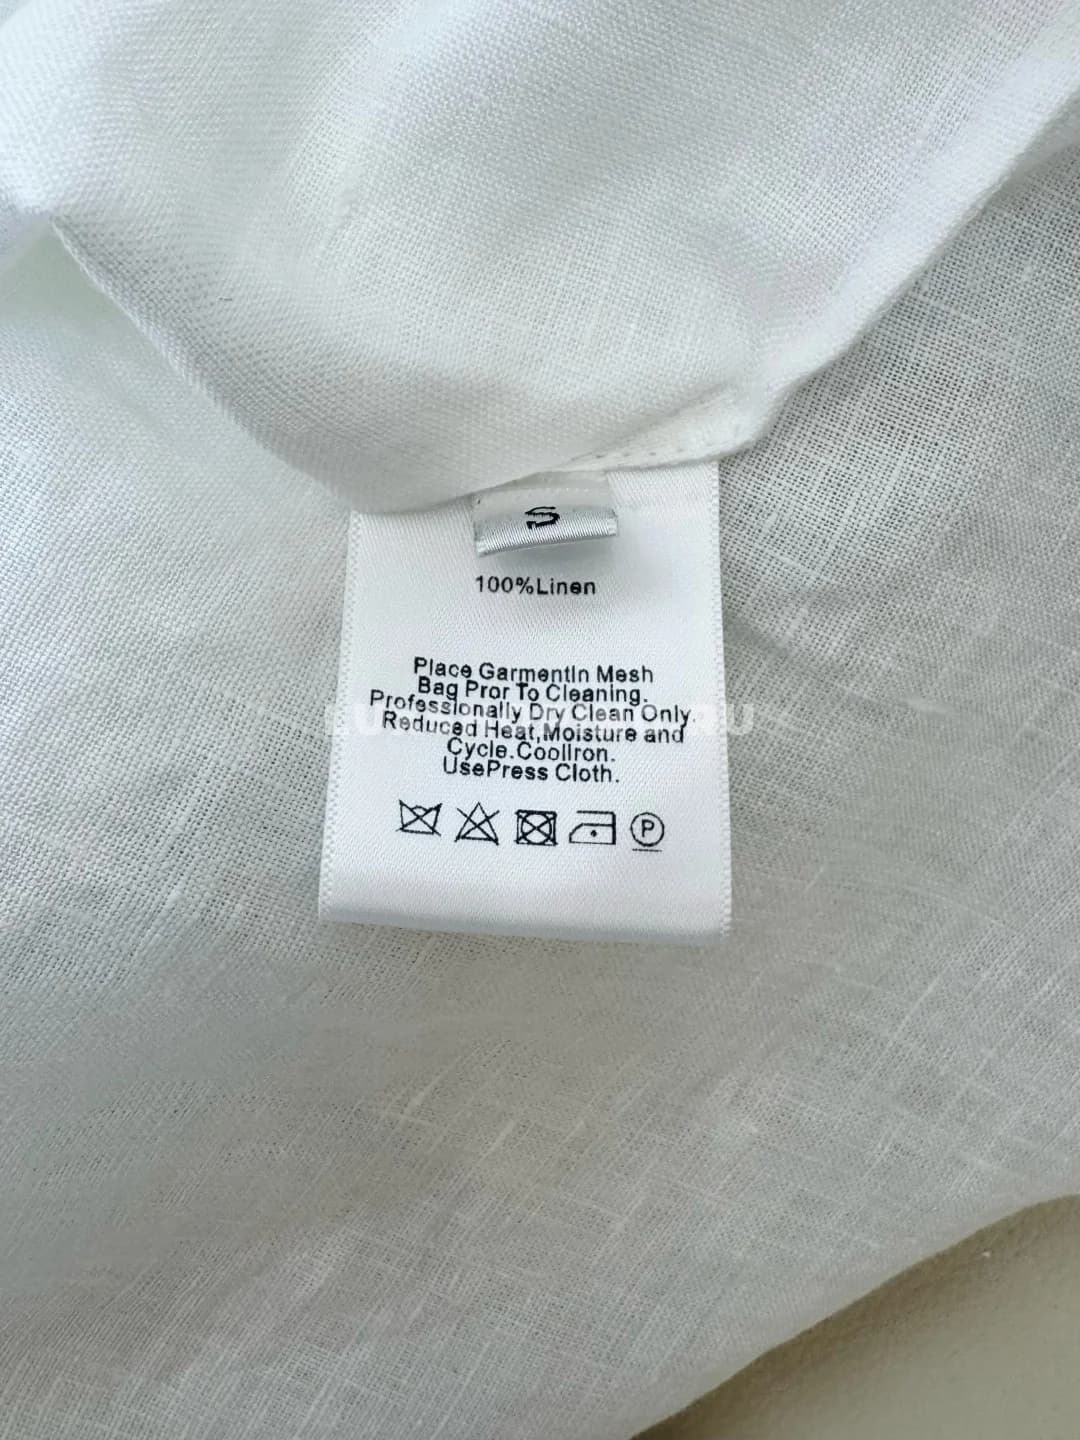 100%Linen
Place GarmentIn Mesh
Bag Pror To Cleaning.
Professionally Dry Clean Only.
Reduced Heat,Moisture and
Cycle.CoolIron.
UsePress Cloth.
P